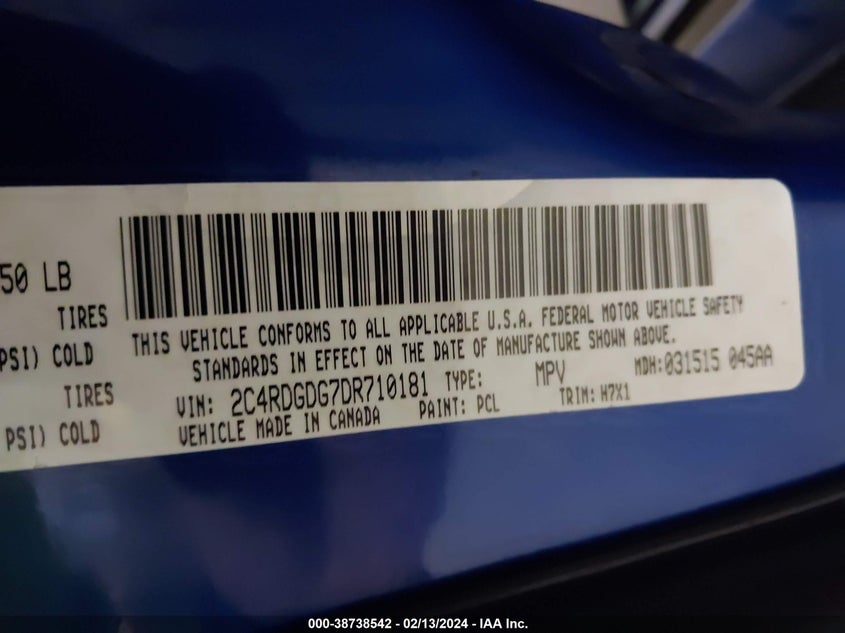 50 LB
TIRES
PSI) COLD
TIRES
PSI) COLD
THIS VEHICLE CONFORMS TO ALL APPLICABLE U.S.A. FEDERAL MOTOR VEHICLE SAFETY
STANDARDS IN EFFECT ON THE DATE OF MANUFACTURE SHOWN ABOVE.
VIN: 2C4RDGDG7DR710181 TYPE: MPV MDH:031515 045AA
VEHICLE MADE IN CANADA PAINT: PCL TRIM: H7X1
000-38738542 - 02/13/2024 - IAA Inc.